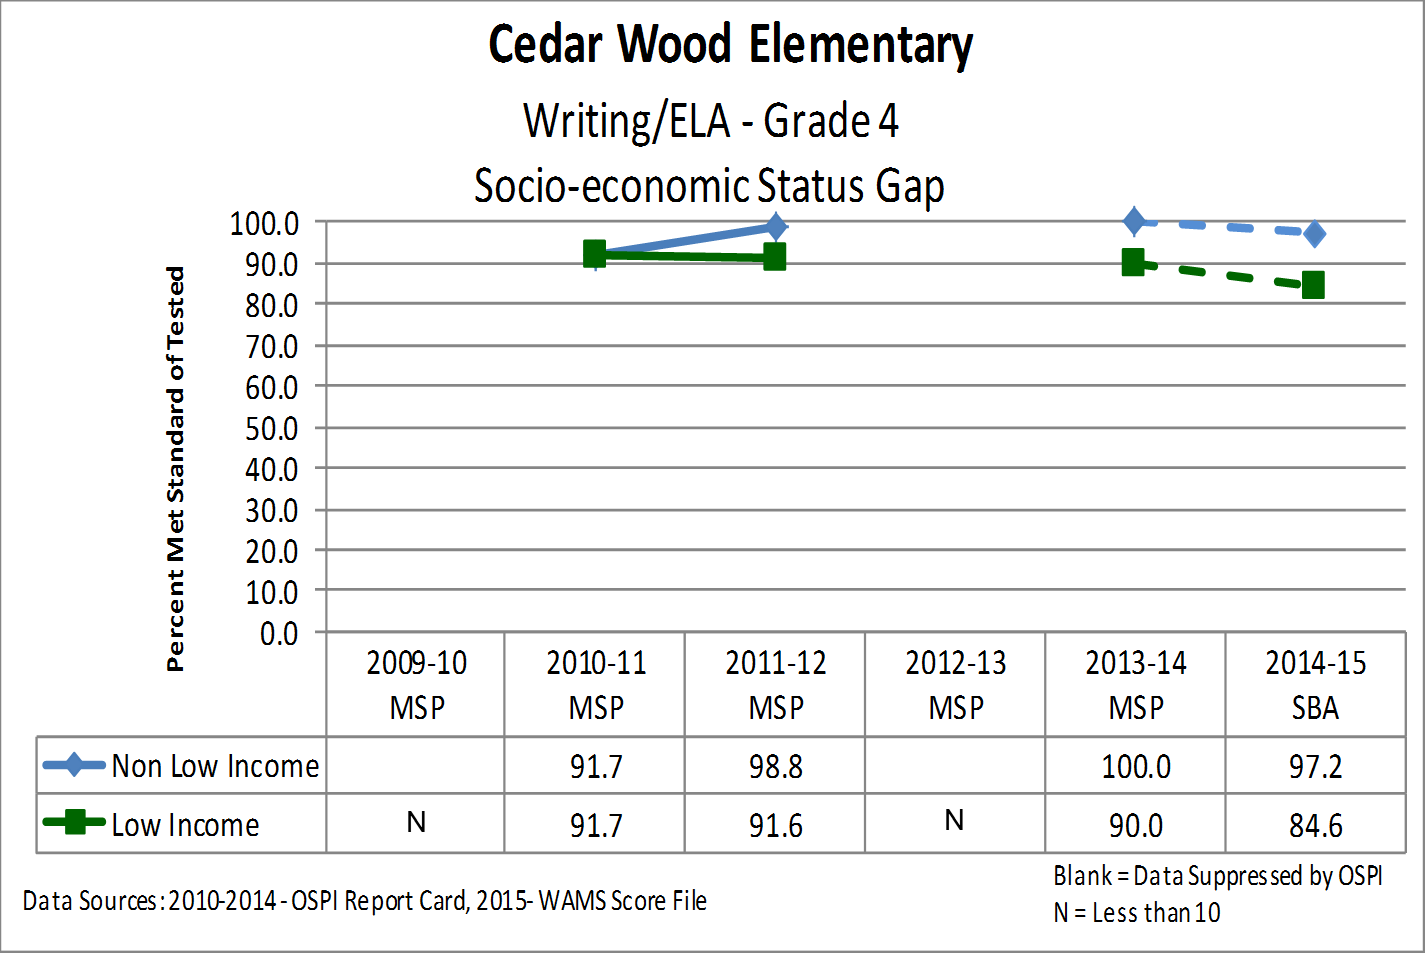 Cedar Wood Elementary
Writing/ELA - Grade 4
Socio-economic Status Gap
Percent Met Standard of Tested
100.0
90.0
80.0
70.0
60.0
50.0
40.0
30.0
20.0
10.0
0.0
2009-10 2010-11 2011-12 2012-13 2013-14 2014-15
MSP MSP MSP MSP MSP SBA
Non Low Income 91.7 98.8 100.0 97.2
Low Income N 91.7 91.6 N 90.0 84.6
Data Sources: 2010-2014 - OSPI Report Card, 2015- WAMS Score File
Blank = Data Suppressed by OSPI
N = Less than 10